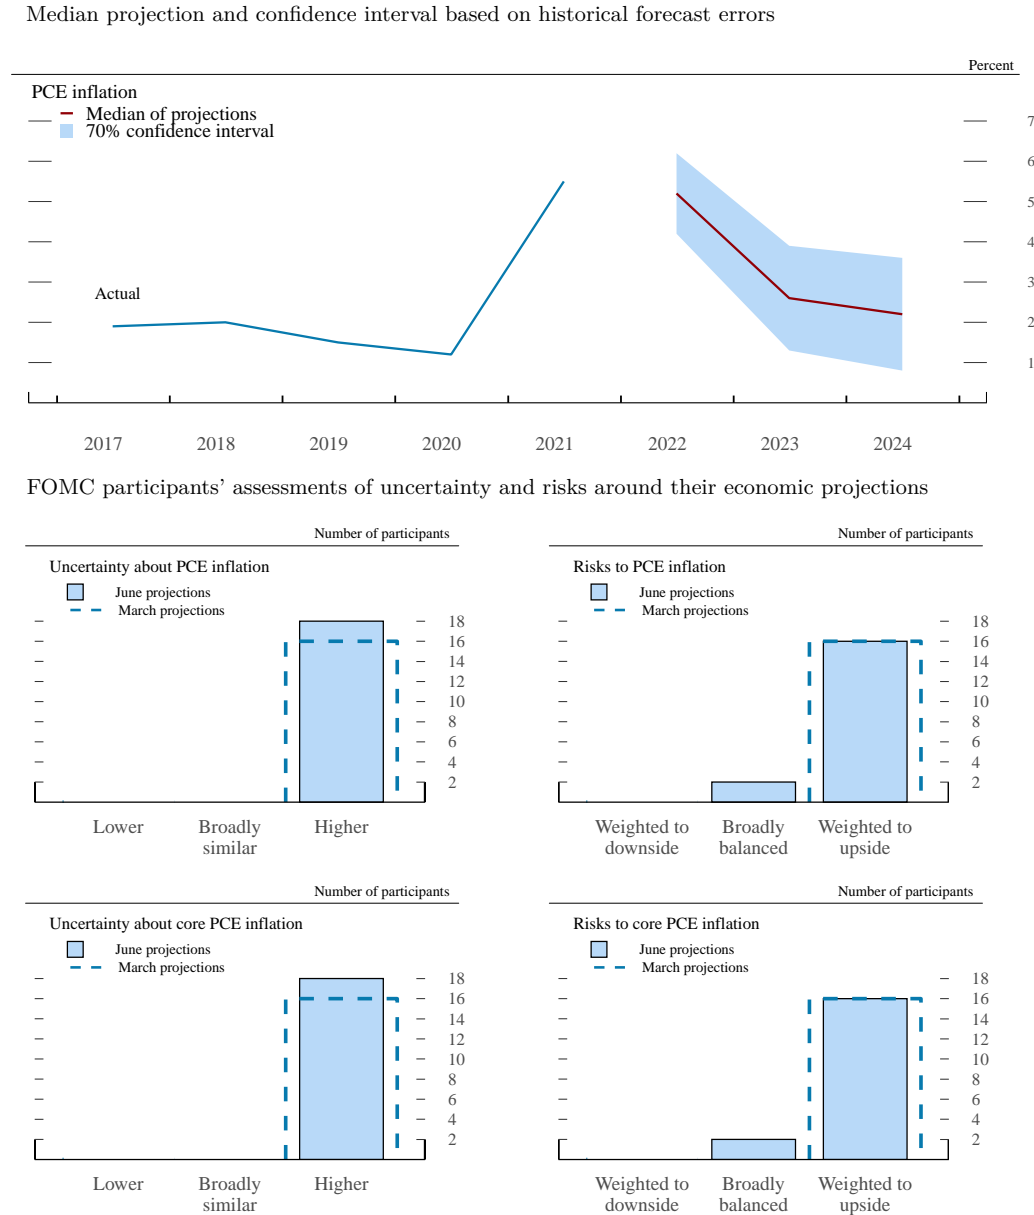 Median projection and confidence interval based on historical forecast errors
Percent
PCE inflation
Median of projections
70% confidence interval
7
6
5
4
3
2
1
Actual
2017 2018 2019 2020 2021 2022 2023 2024
FOMC participants’ assessments of uncertainty and risks around their economic projections
Number of participants
Uncertainty about PCE inflation
June projections
March projections
18
16
14
12
10
8
6
4
2
Lower Broadly similar Higher
Number of participants
Risks to PCE inflation
June projections
March projections
18
16
14
12
10
8
6
4
2
Weighted to downside Broadly balanced Weighted to upside
Number of participants
Uncertainty about core PCE inflation
June projections
March projections
18
16
14
12
10
8
6
4
2
Lower Broadly similar Higher
Number of participants
Risks to core PCE inflation
June projections
March projections
18
16
14
12
10
8
6
4
2
Weighted to downside Broadly balanced Weighted to upside